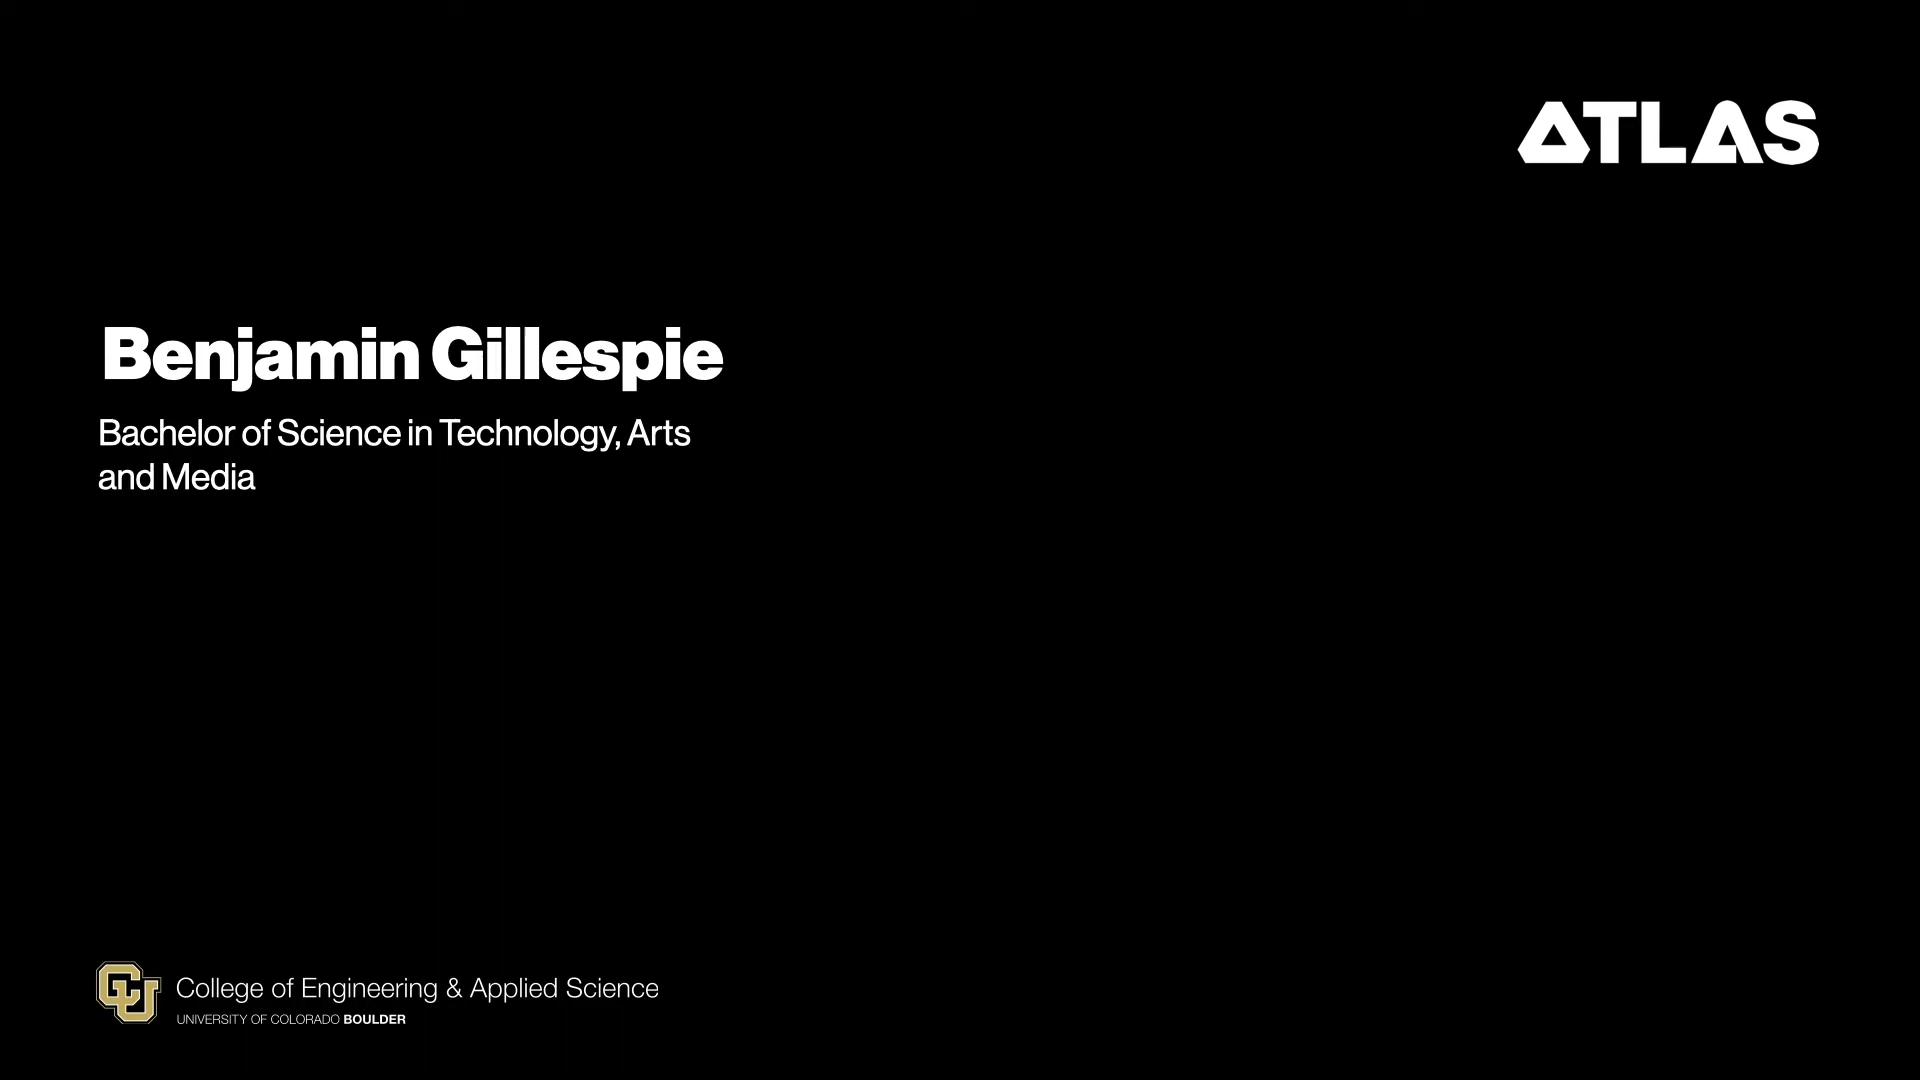 ATLAS
Benjamin Gillespie
Bachelor of Science in Technology, Arts
and Media
CU
College of Engineering & Applied Science
UNIVERSITY OF COLORADO BOULDER